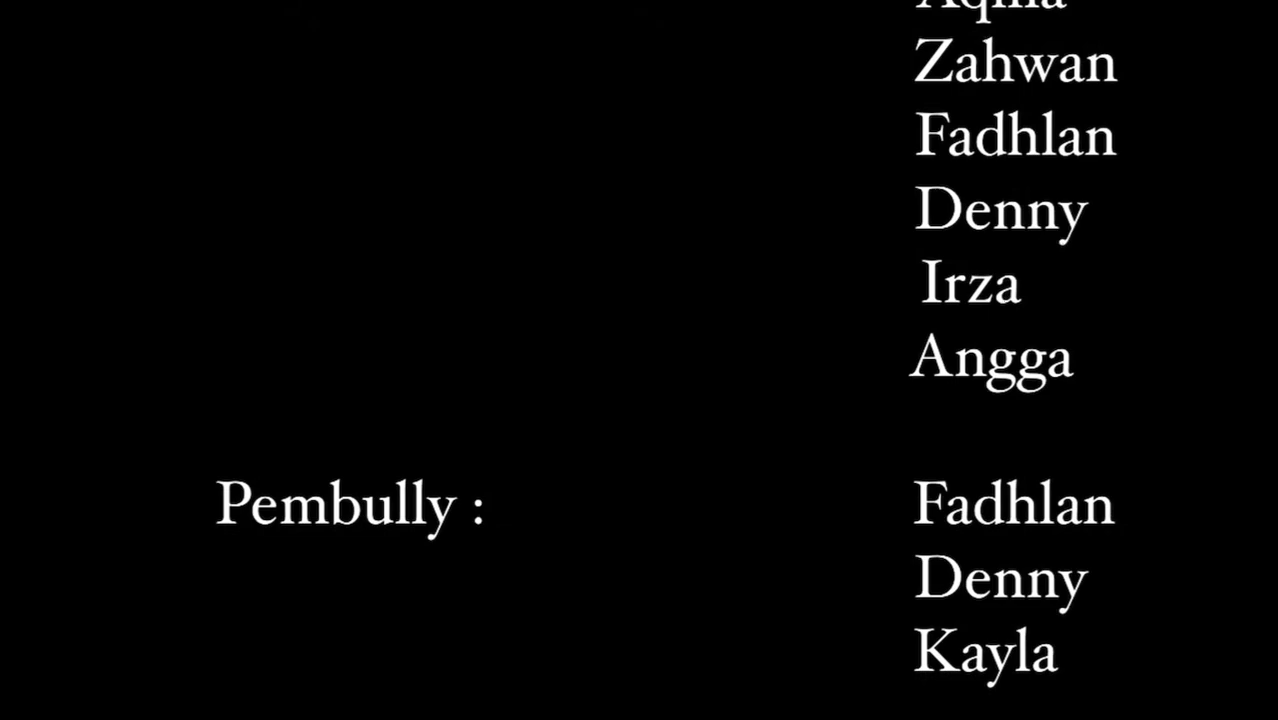 Zahwan
Fadhlan
Denny
Irza
Angga
Pembully : Fadhlan
Denny
Kayla